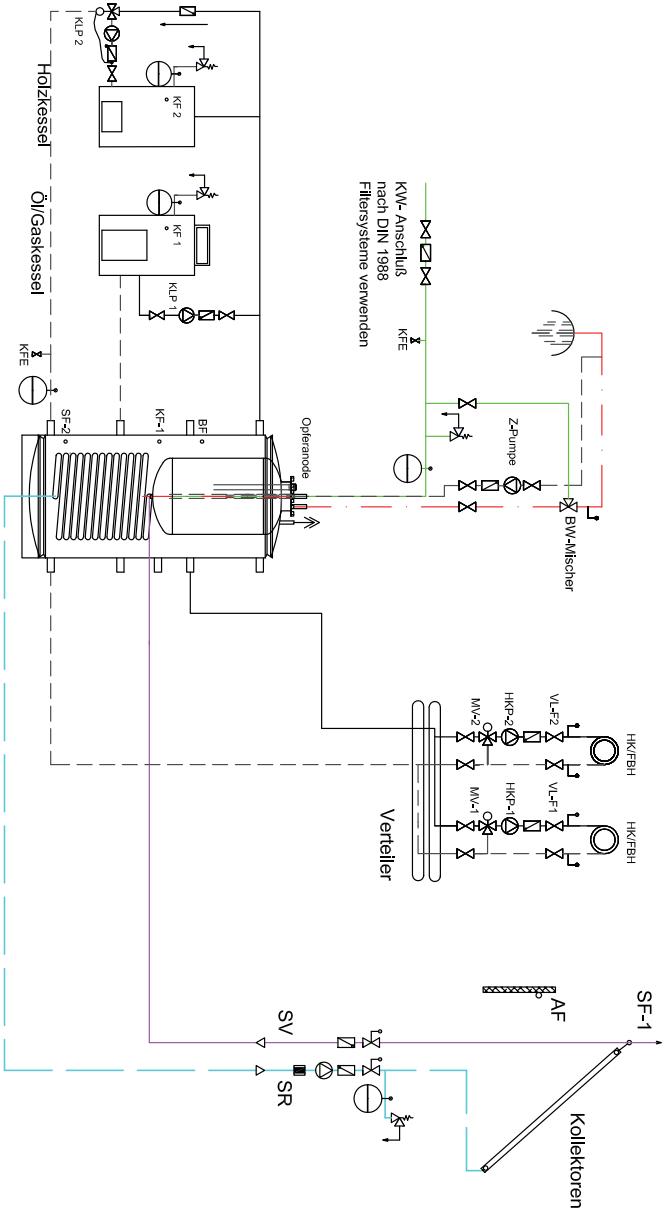 KLP 2
Holzkessel
KF 2
Öl/Gaskessel
KF 1
KLP 1
KFE
KW- Anschluß
nach DIN 1988
Filtersysteme verwenden
KFE
SF-2
KF-1
BF
Opferanode
Z-Pumpe
BW-Mischer
MV-2
HKP-2
VL-F2
HK/FBH
MV-1
HKP-1
VL-F1
HK/FBH
Verteiler
AF
SF-1
SV
SR
Kollektoren